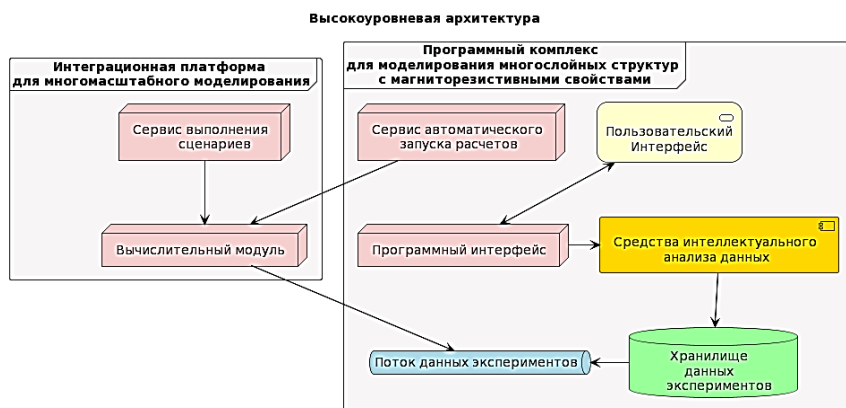 Высокоуровневая архитектура
Интеграционная платформа
для многомасштабного моделирования
Программный комплекс
для моделирования многослойных структур
с магниторезистивными свойствами
Сервис выполнения
сценариев
Сервис автоматического
запуска расчетов
Пользовательский
Интерфейс
Вычислительный модуль
Программный интерфейс
Средства интеллектуального
анализа данных
Поток данных экспериментов
Хранилище
данных
экспериментов